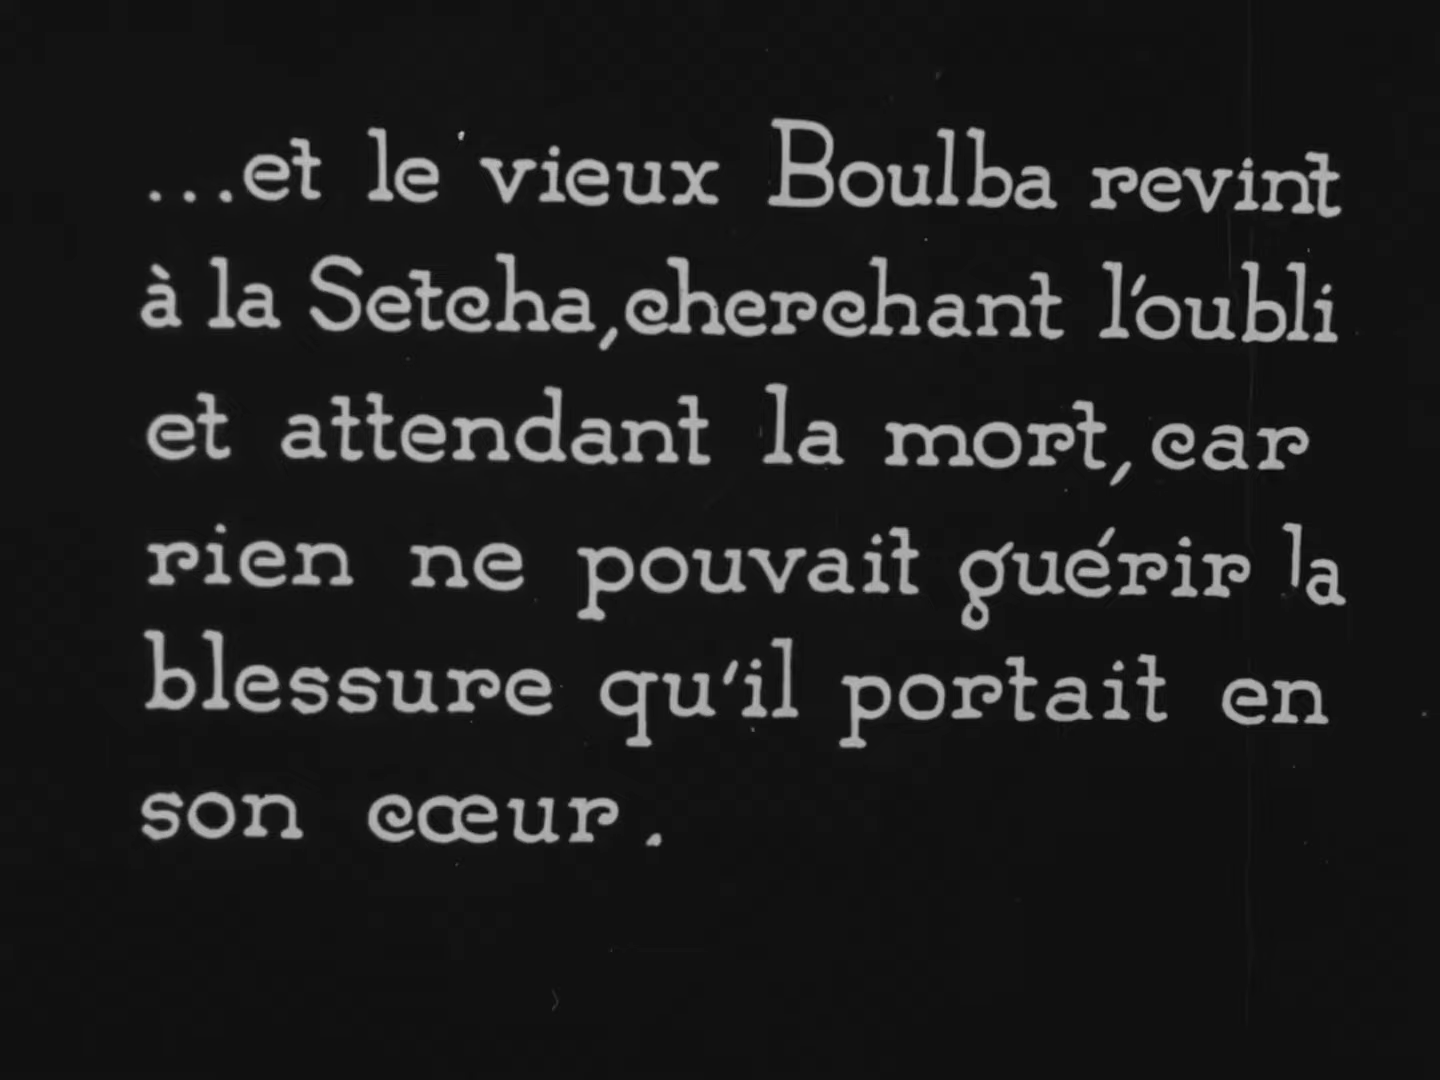 ...et le vieux Boulba revint
à la Setcha, cherchant l'oubli
et attendant la mort, car
rien ne pouvait guérir la
blessure qu'il portait en
son cœur.